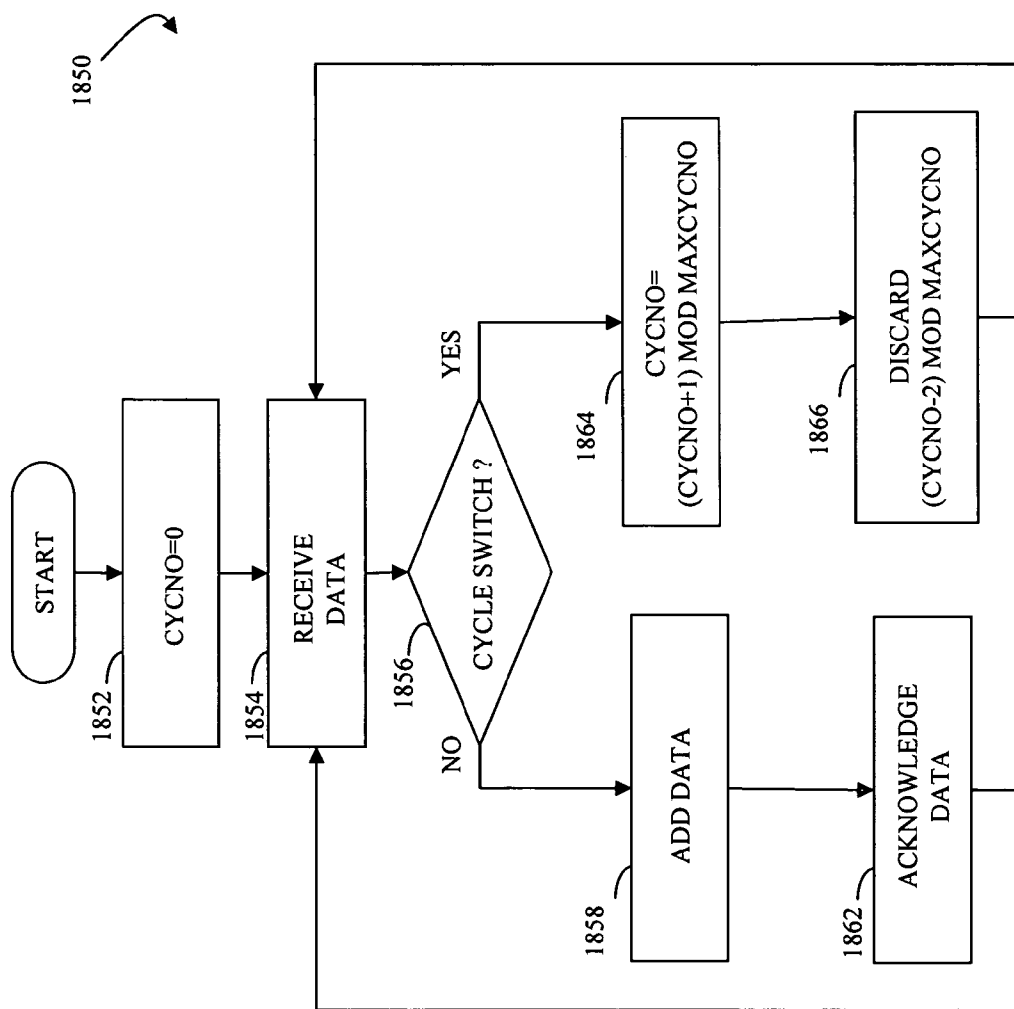 1850
START
1852
CYCNO=0
1854
RECEIVE
DATA
1856
CYCLE SWITCH ?
NO
YES
1858
ADD DATA
1862
ACKNOWLEDGE
DATA
1864
CYCNO=
(CYCNO+1) MOD MAXCYCNO
1866
DISCARD
(CYCNO-2) MOD MAXCYCNO